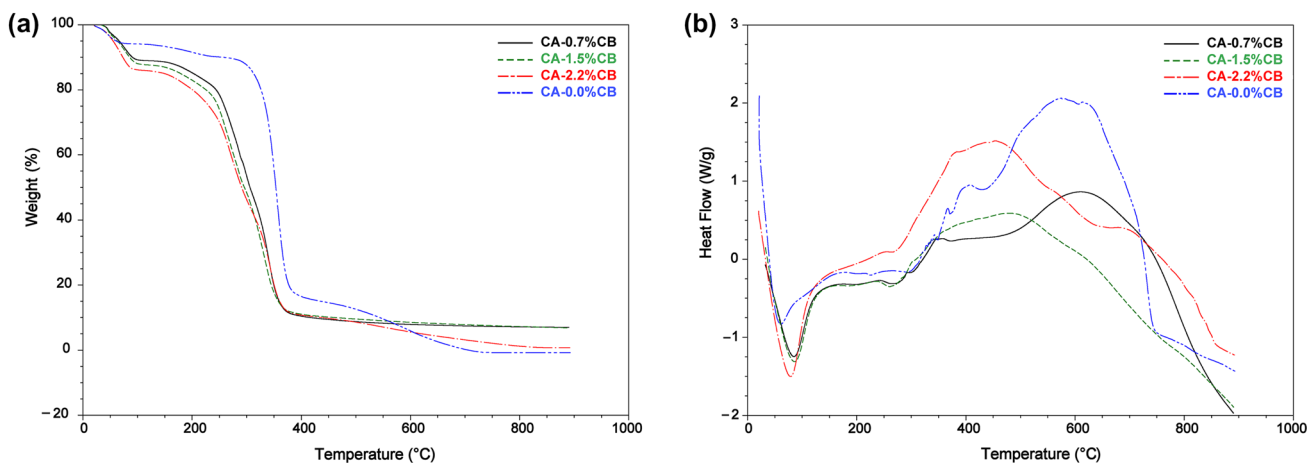 (a)
100
80
60
40
20
0
−20
Weight (%)
CA-0.7%CB
CA-1.5%CB
CA-2.2%CB
CA-0.0%CB
0 200 400 600 800 1000
Temperature (°C)
(b)
3
2
1
0
−1
−2
Heat Flow (W/g)
CA-0.7%CB
CA-1.5%CB
CA-2.2%CB
CA-0.0%CB
0 200 400 600 800 1000
Temperature (°C)